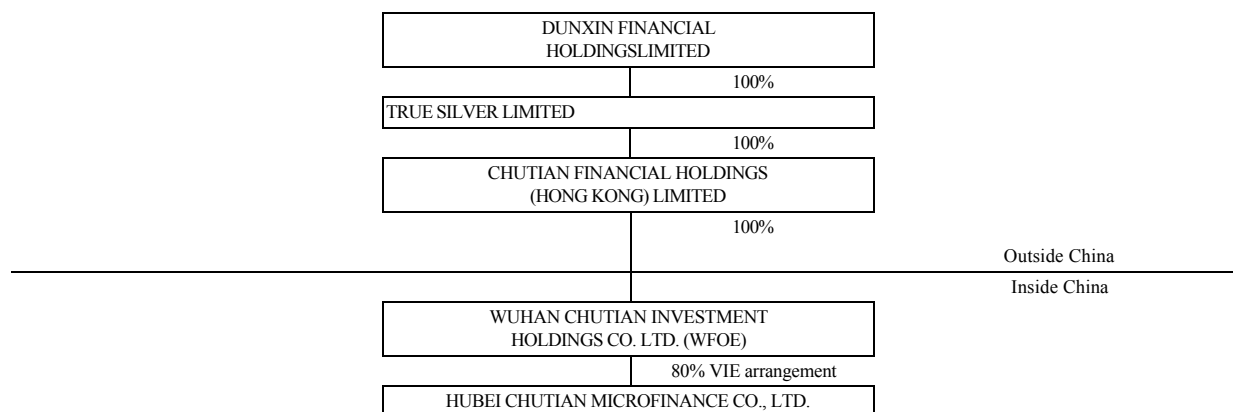 DUNXIN FINANCIAL
HOLDINGSLIMITED
100%
TRUE SILVER LIMITED
100%
CHUTIAN FINANCIAL HOLDINGS
(HONG KONG) LIMITED
100%
Outside China
Inside China
WUHAN CHUTIAN INVESTMENT
HOLDINGS CO. LTD. (WFOE)
80% VIE arrangement
HUBEI CHUTIAN MICROFINANCE CO., LTD.